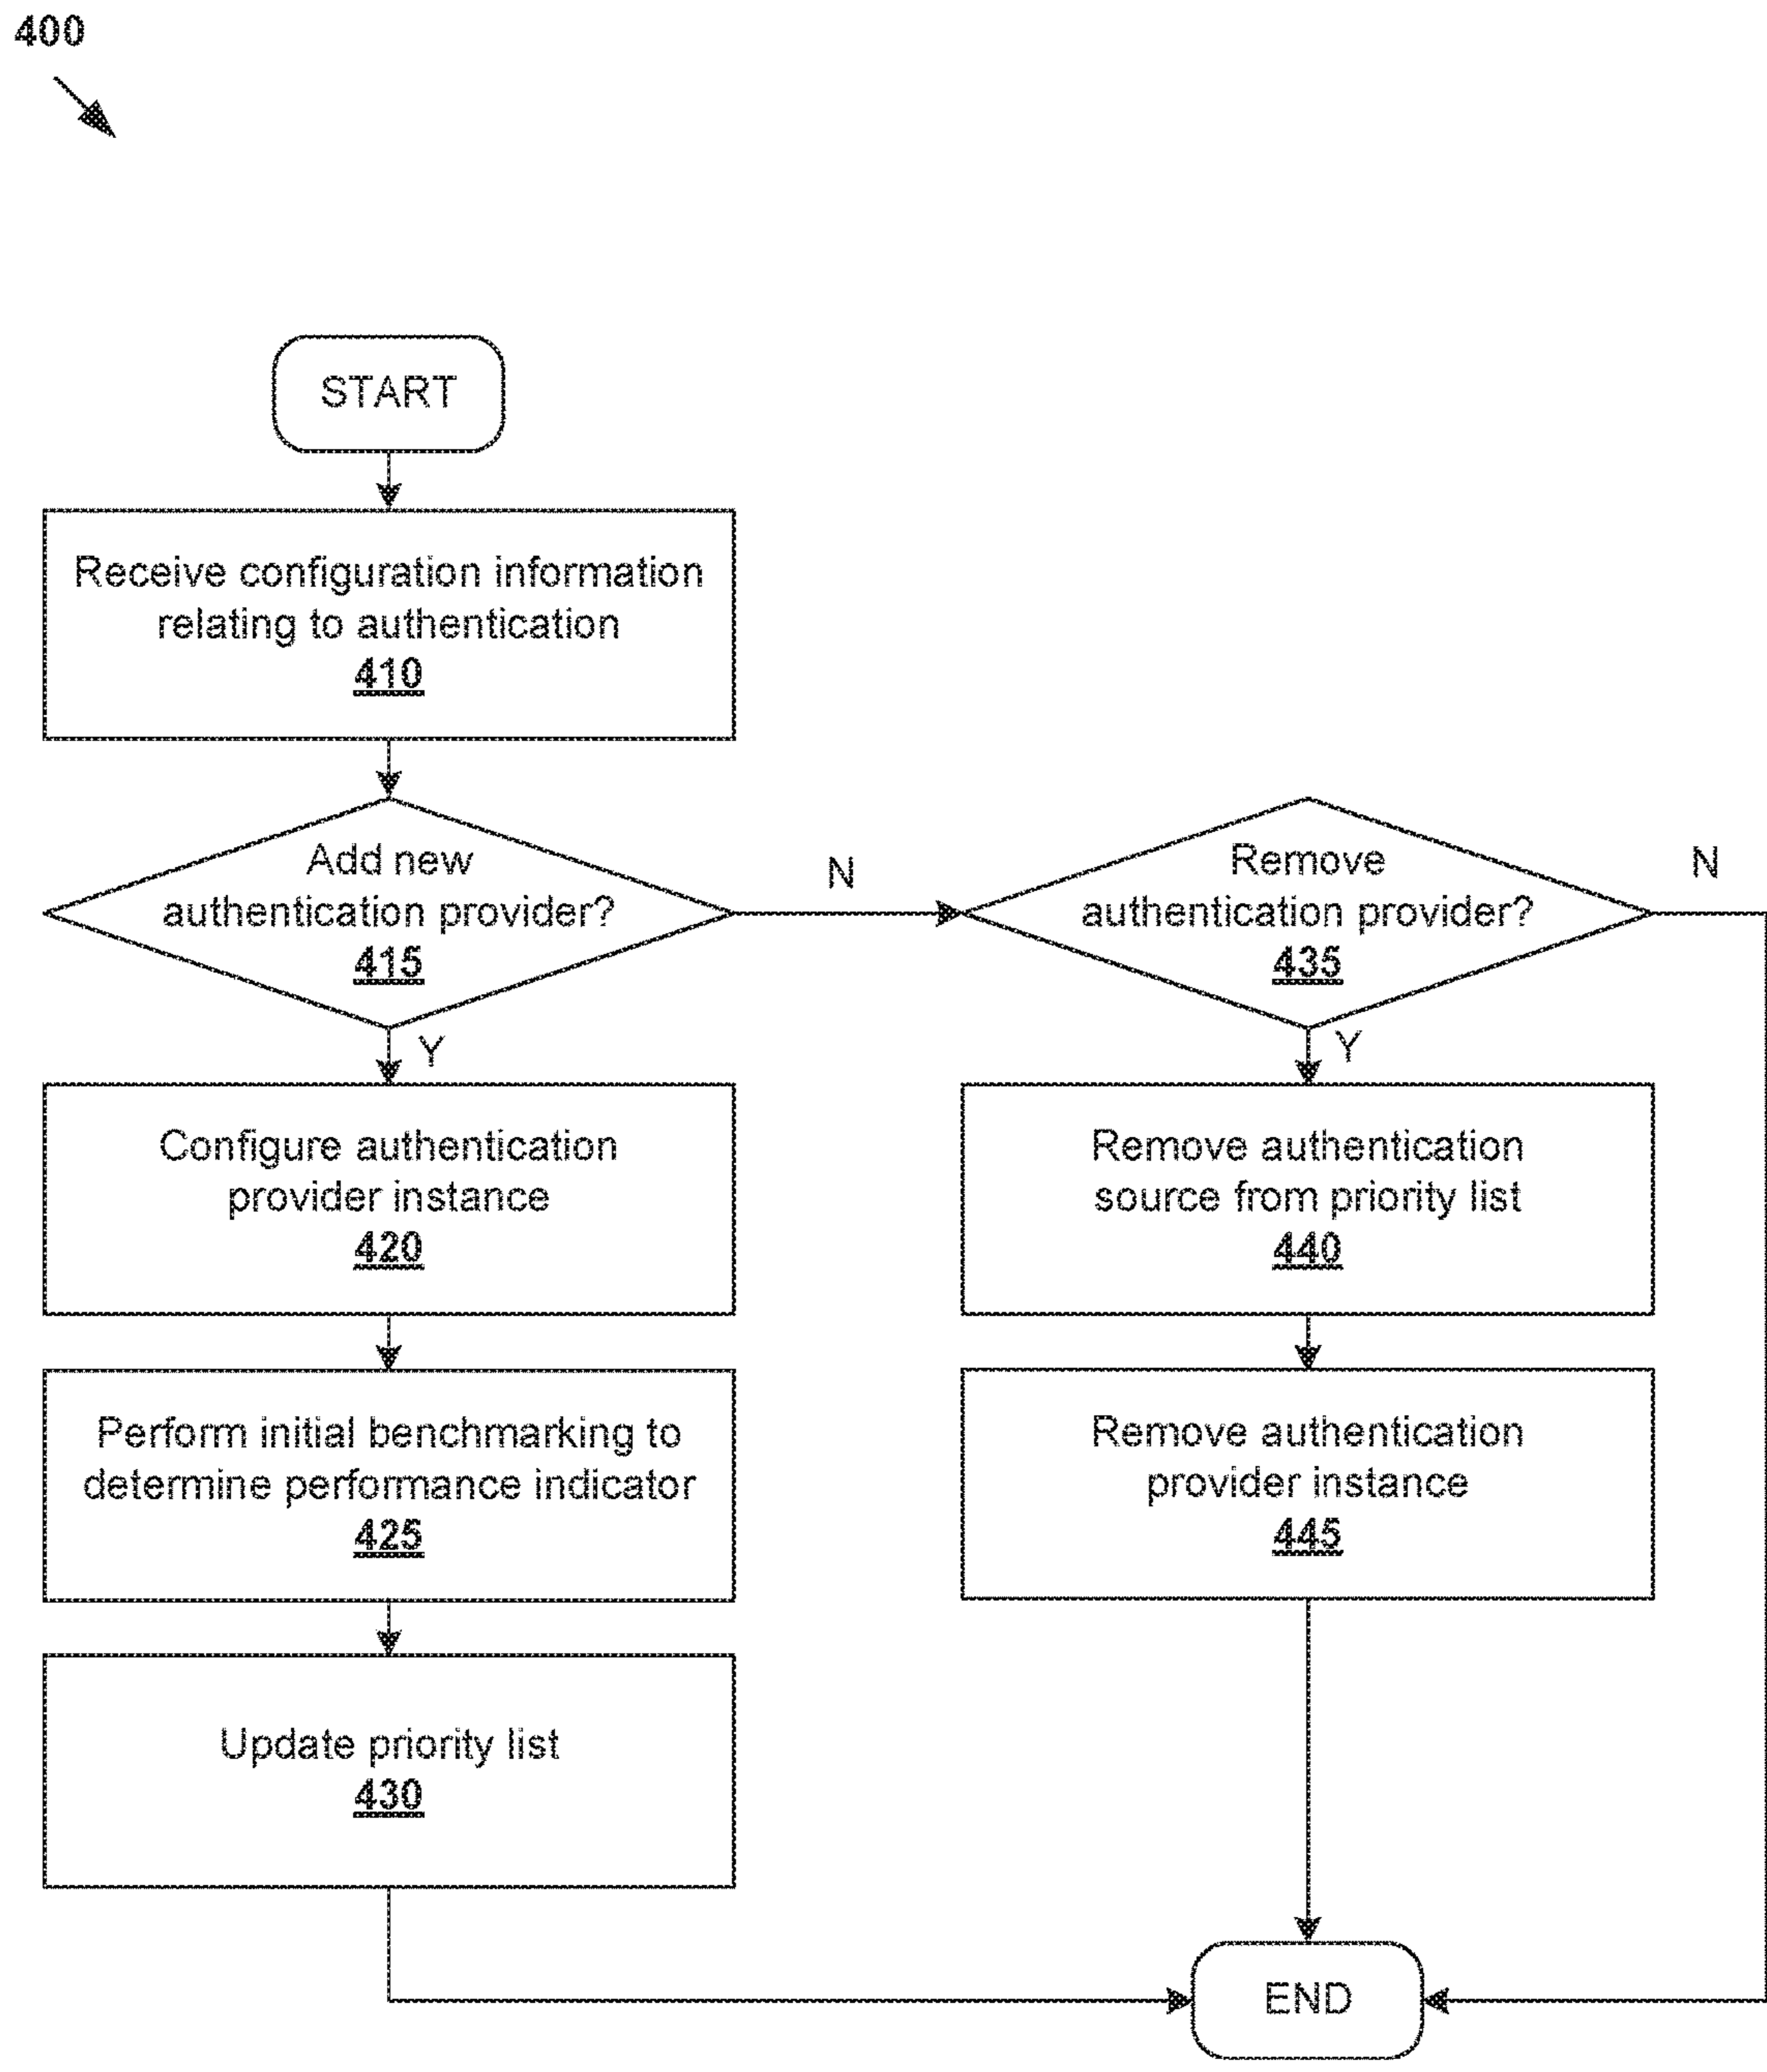 400
START
Receive configuration information
relating to authentication
410
Add new
authentication provider?
415
N
Y
Remove
authentication provider?
435
N
Y
Configure authentication
provider instance
420
Perform initial benchmarking to
determine performance indicator
425
Update priority list
430
Remove authentication
source from priority list
440
Remove authentication
provider instance
445
END